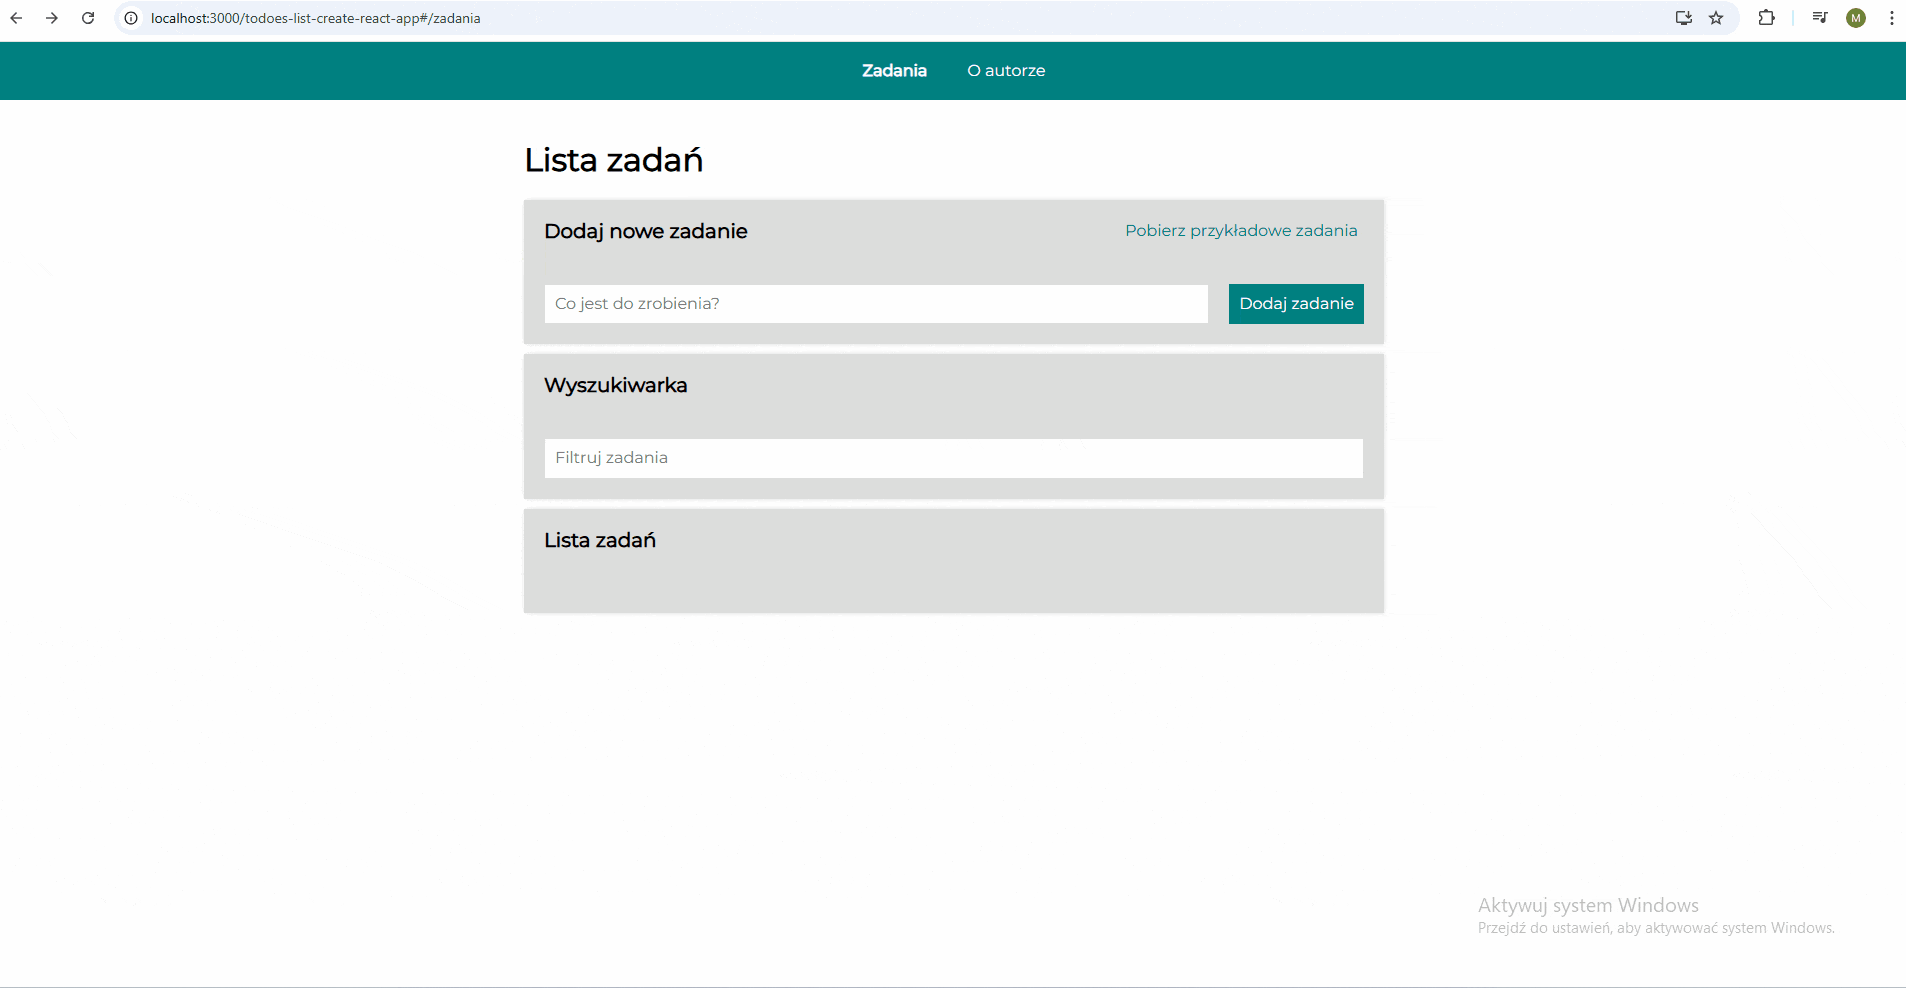 localhost:3000/todoes-list-create-react-app#/zadania
M
Zadania O autorze
Lista zadań
Dodaj nowe zadanie Pobierz przykładowe zadania
Co jest do zrobienia? Dodaj zadanie
Wyszukiwarka
Filtruj zadania
Lista zadań
Aktywuj system Windows
Przejdź do ustawień, aby aktywować system Windows.